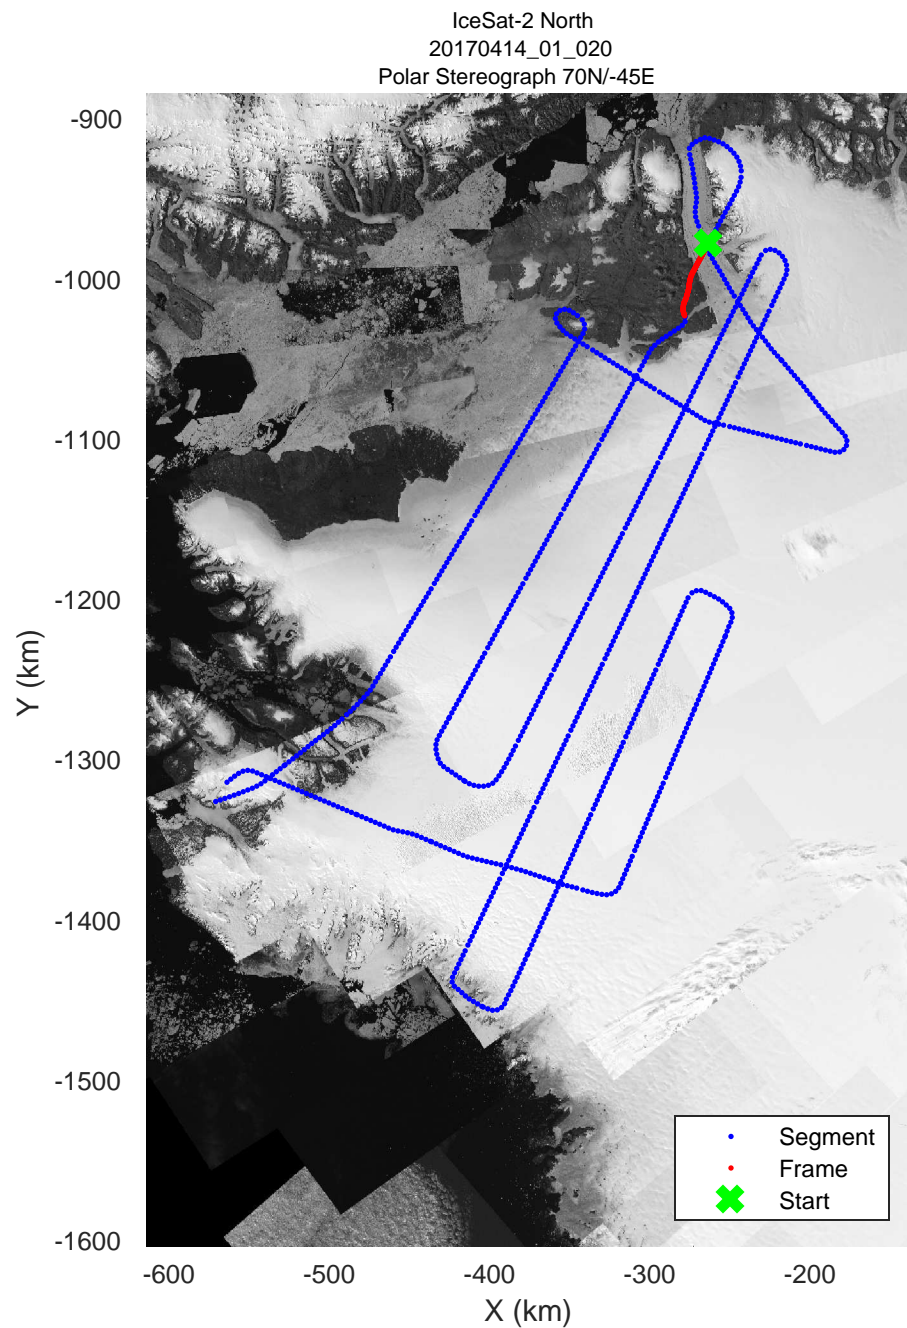 IceSat-2 North
20170414_01_020
Polar Stereograph 70N/-45E
-900
-1000
-1100
-1200
-1300
-1400
-1500
-1600
Y (km)
-600 -500 -400 -300 -200
X (km)
Segment
Frame
Start